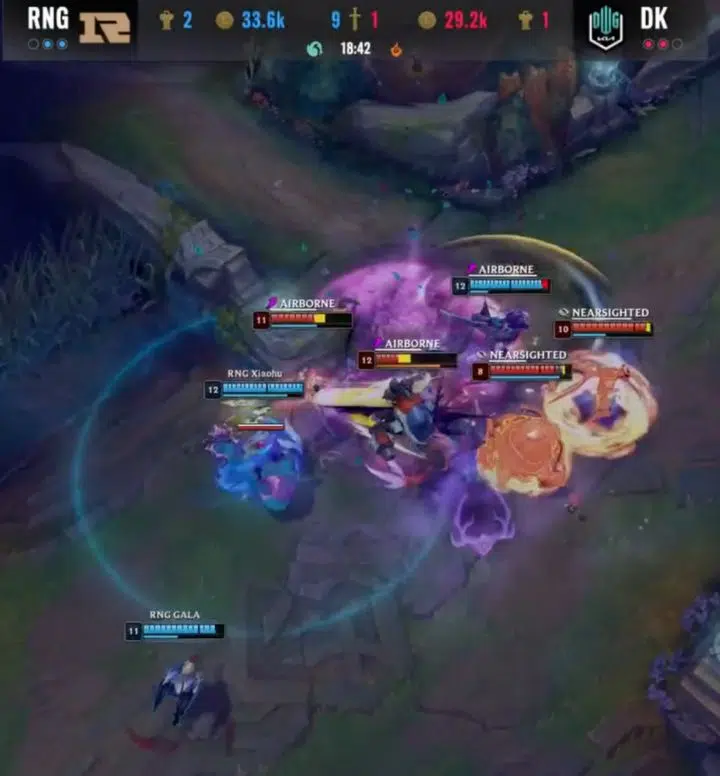 RNG 2 33.6k 9 1 29.2k 1 DK
18:42
KIA
AIRBORNE
12
NEARSIGHTED
10
AIRBORNE
11
AIRBORNE
12
NEARSIGHTED
8
RNG Xiaohu
12
RNG GALA
11